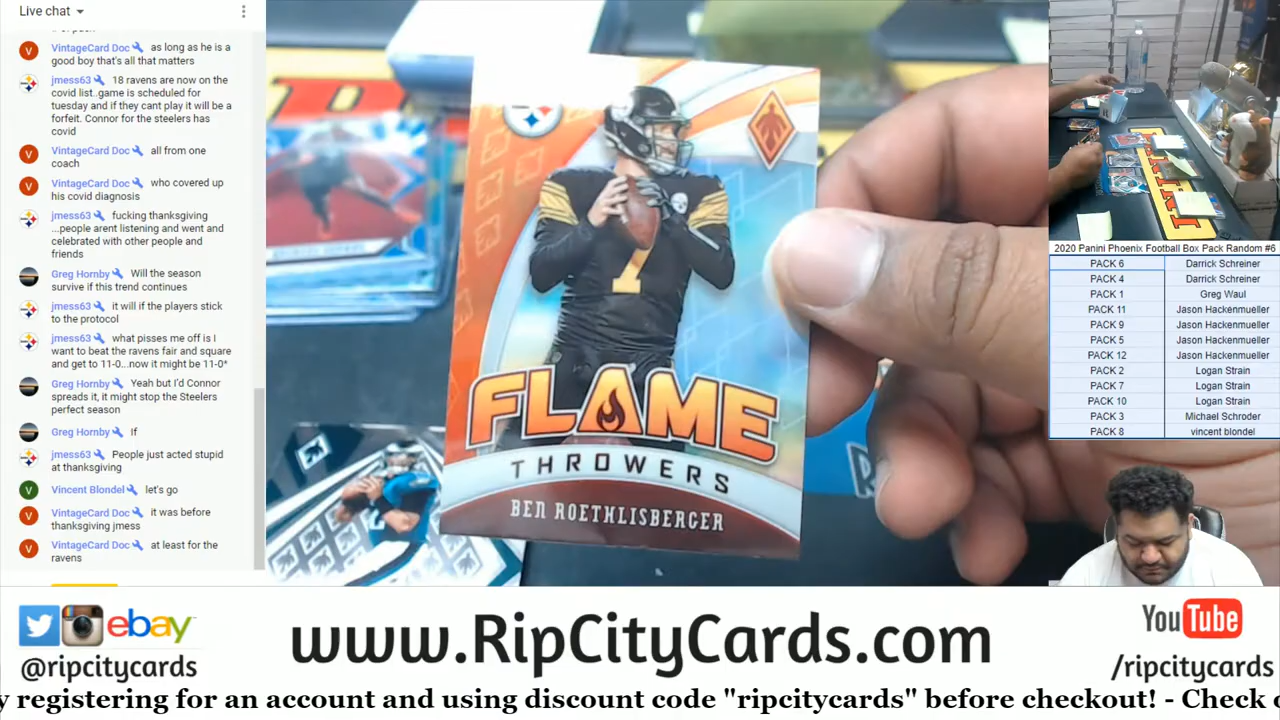 Live chat
VintageCard Doc as long as he is a
good boy that's all that matters
jmess63 18 ravens are now on the
covid list..game is scheduled for
tuesday and if they cant play it will be a
forfeit. Connor for the steelers has
covid
VintageCard Doc all from one
coach
VintageCard Doc who covered up
his covid diagnosis
jmess63 fucking thanksgiving
...people arent listening and went and
celebrated with other people and
friends
Greg Hornby Will the season
survive if this trend continues
jmess63 it will if the players stick
to the protocol
jmess63 what pisses me off is I
want to beat the ravens fair and square
and get to 11-0...now it might be 11-0*
Greg Hornby Yeah but I'd Connor
spreads it, it might stop the Steelers
perfect season
Greg Hornby If
jmess63 People just acted stupid
at thanksgiving
Vincent Blondel let's go
VintageCard Doc it was before
thanksgiving jmess
VintageCard Doc at least for the
ravens
Steelers
7
FLAME
THROWERS
BEN ROETHLISBERGER
2020 Panini Phoenix Football Box Pack Random #6
PACK 6 Darrick Schreiner
PACK 4 Darrick Schreiner
PACK 1 Greg Waul
PACK 11 Jason Hackenmueller
PACK 9 Jason Hackenmueller
PACK 5 Jason Hackenmueller
PACK 12 Jason Hackenmueller
PACK 2 Logan Strain
PACK 7 Logan Strain
PACK 10 Logan Strain
PACK 3 Michael Schroder
PACK 8 vincent blondel
ebay
@ripcitycards
www.RipCityCards.com
YouTube
/ripcitycards
y registering for an account and using discount code "ripcitycards" before checkout! - Check